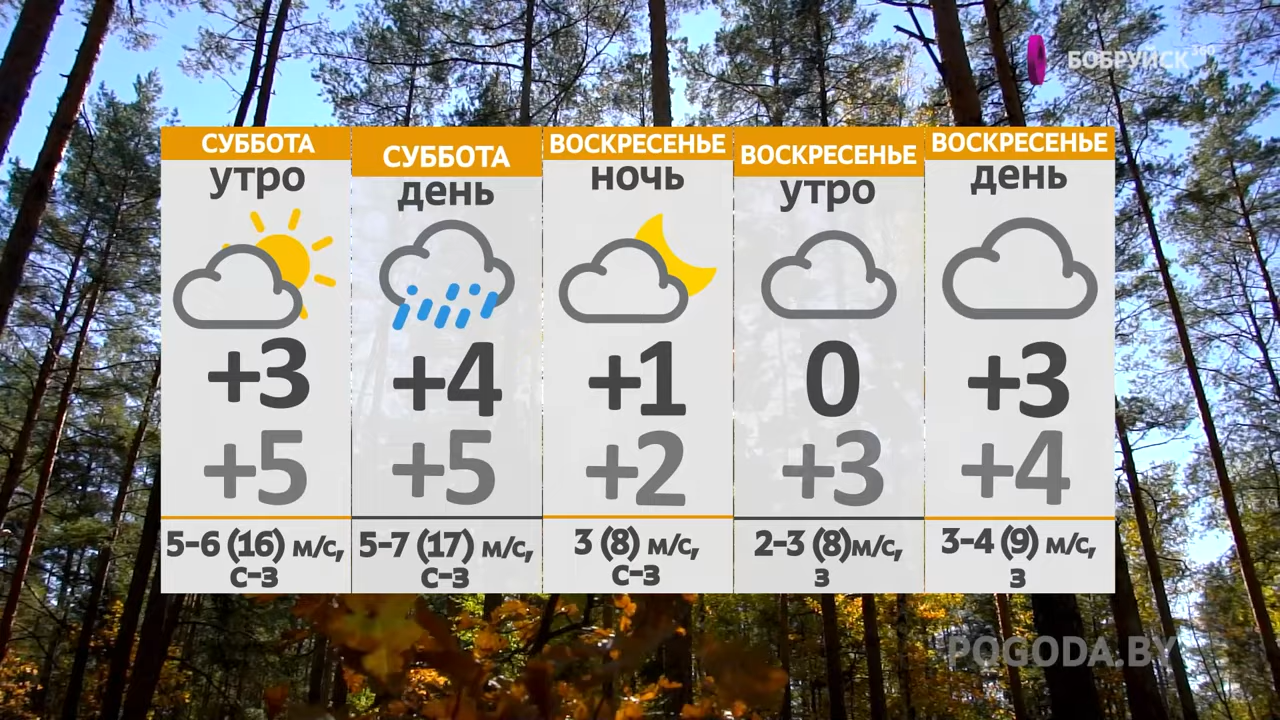 БОБРУЙСК 360
СУББОТА
утро
+3
+5
5-6 (16) м/с,
с-з
СУББОТА
день
+4
+5
5-7 (17) м/с,
с-з
ВОСКРЕСЕНЬЕ
ночь
+1
+2
3 (8) м/с,
с-з
ВОСКРЕСЕНЬЕ
утро
0
+3
2-3 (8)м/с,
з
ВОСКРЕСЕНЬЕ
день
+3
+4
3-4 (9) м/с,
з
POGODA.BY